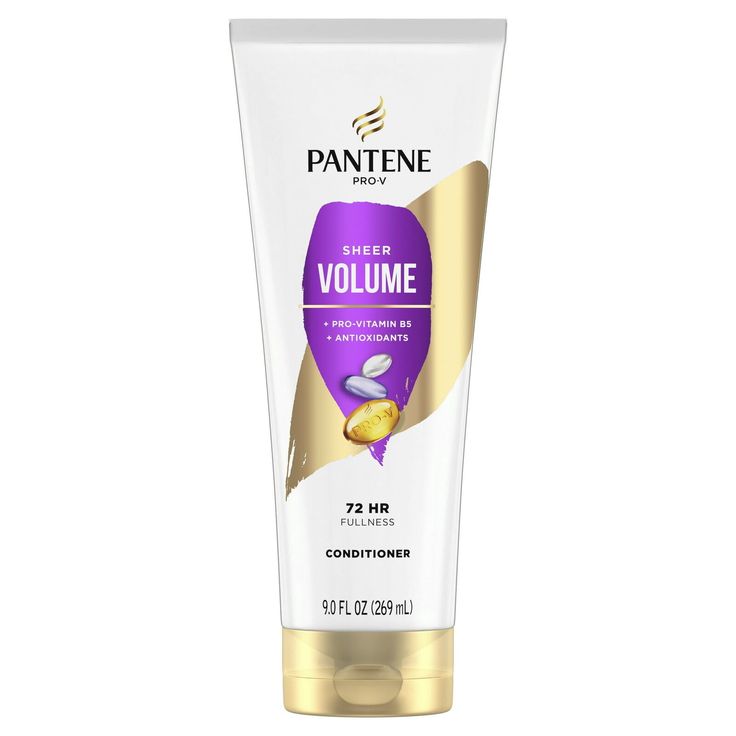 PANTENE
PRO-V
SHEER
VOLUME
+ PRO-VITAMIN B5
+ ANTIOXIDANTS
PRO-V
72 HR
FULLNESS
CONDITIONER
9.0 FL OZ (269 mL)